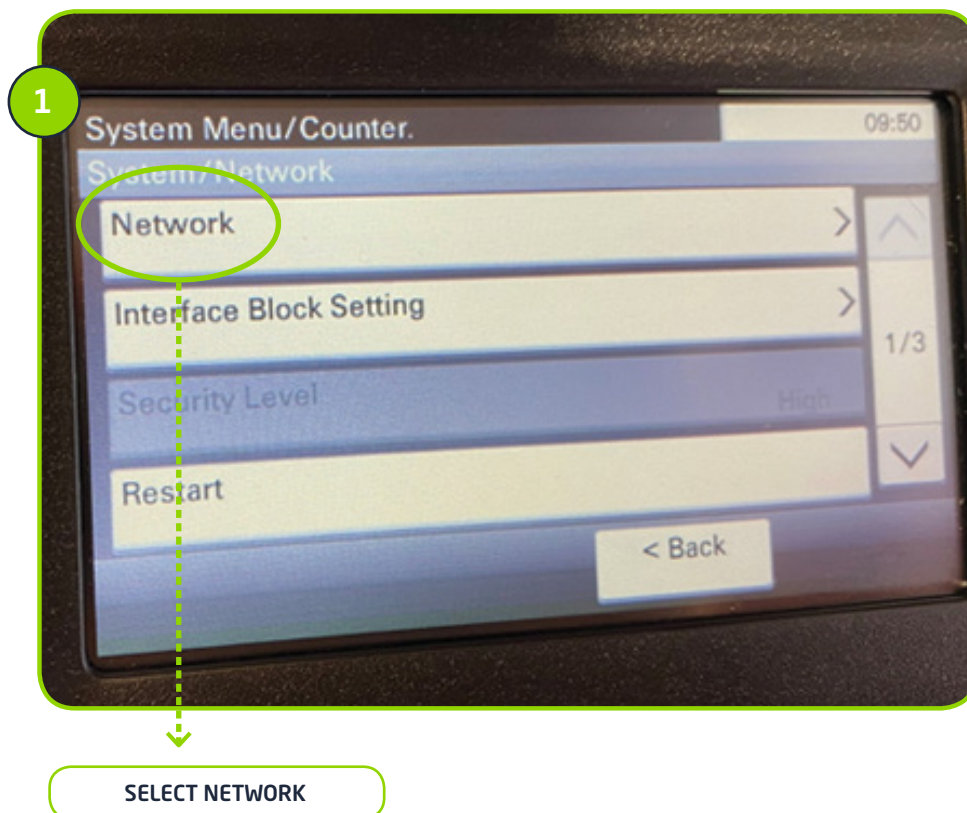 1
System Menu/Counter.
09:50
System/Network
Network
Interface Block Setting
1/3
Security Level
High
Restart
< Back
SELECT NETWORK